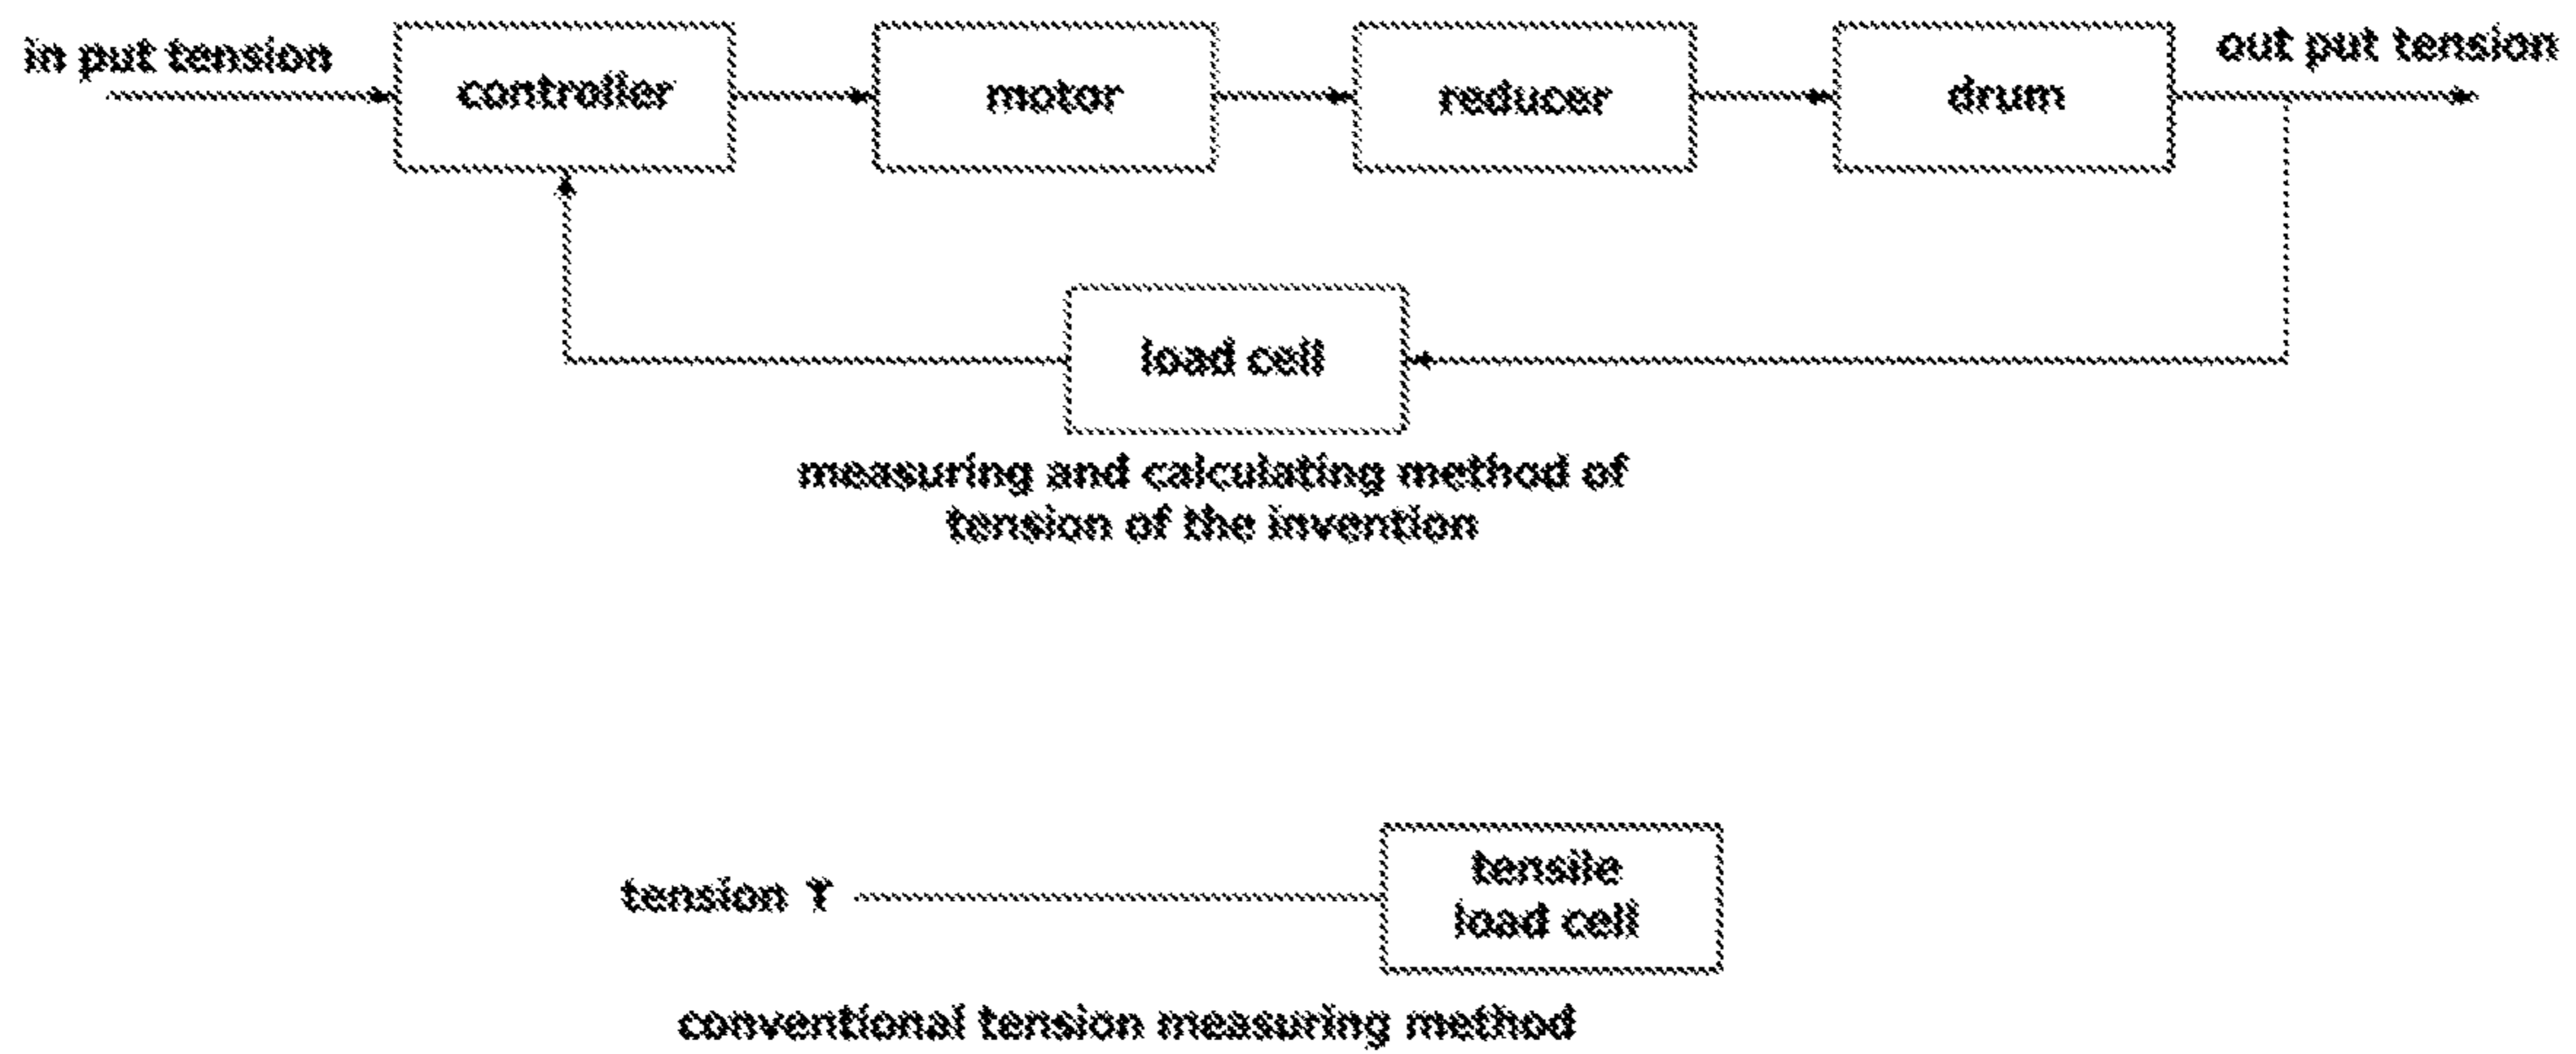 in put tension
controller
motor
reducer
drum
out put tension
load cell
measuring and calculating method of
tension of the invention
tension T
tensile
load cell
conventional tension measuring method